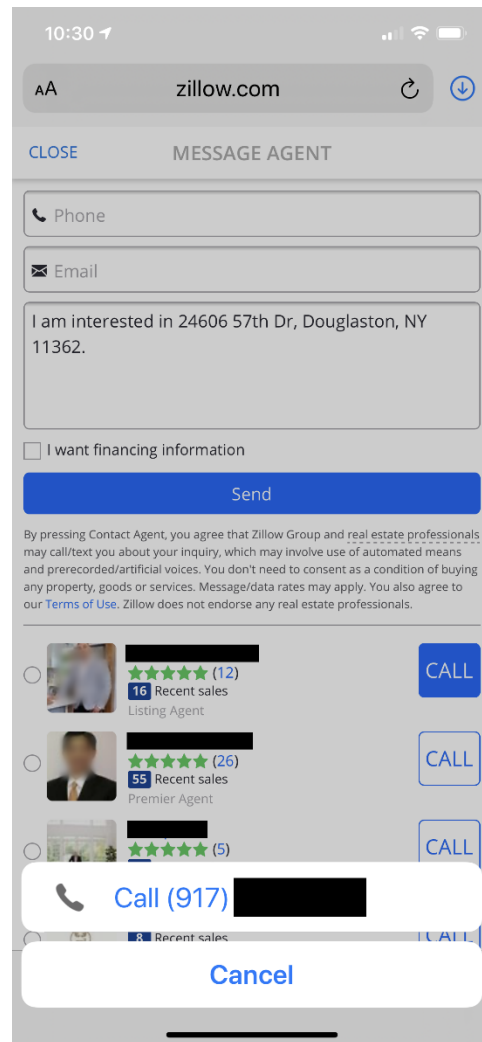 10:30
AA zillow.com
CLOSE MESSAGE AGENT
Phone
Email
I am interested in 24606 57th Dr, Douglaston, NY
11362.
I want financing information
Send
By pressing Contact Agent, you agree that Zillow Group and real estate professionals
may call/text you about your inquiry, which may involve use of automated means
and prerecorded/artificial voices. You don't need to consent as a condition of buying
any property, goods or services. Message/data rates may apply. You also agree to
our Terms of Use. Zillow does not endorse any real estate professionals.
(12)
CALL
16 Recent sales
Listing Agent
(26)
CALL
55 Recent sales
Premier Agent
(5)
CALL
Call (917)
8 Recent sales
CALL
Cancel